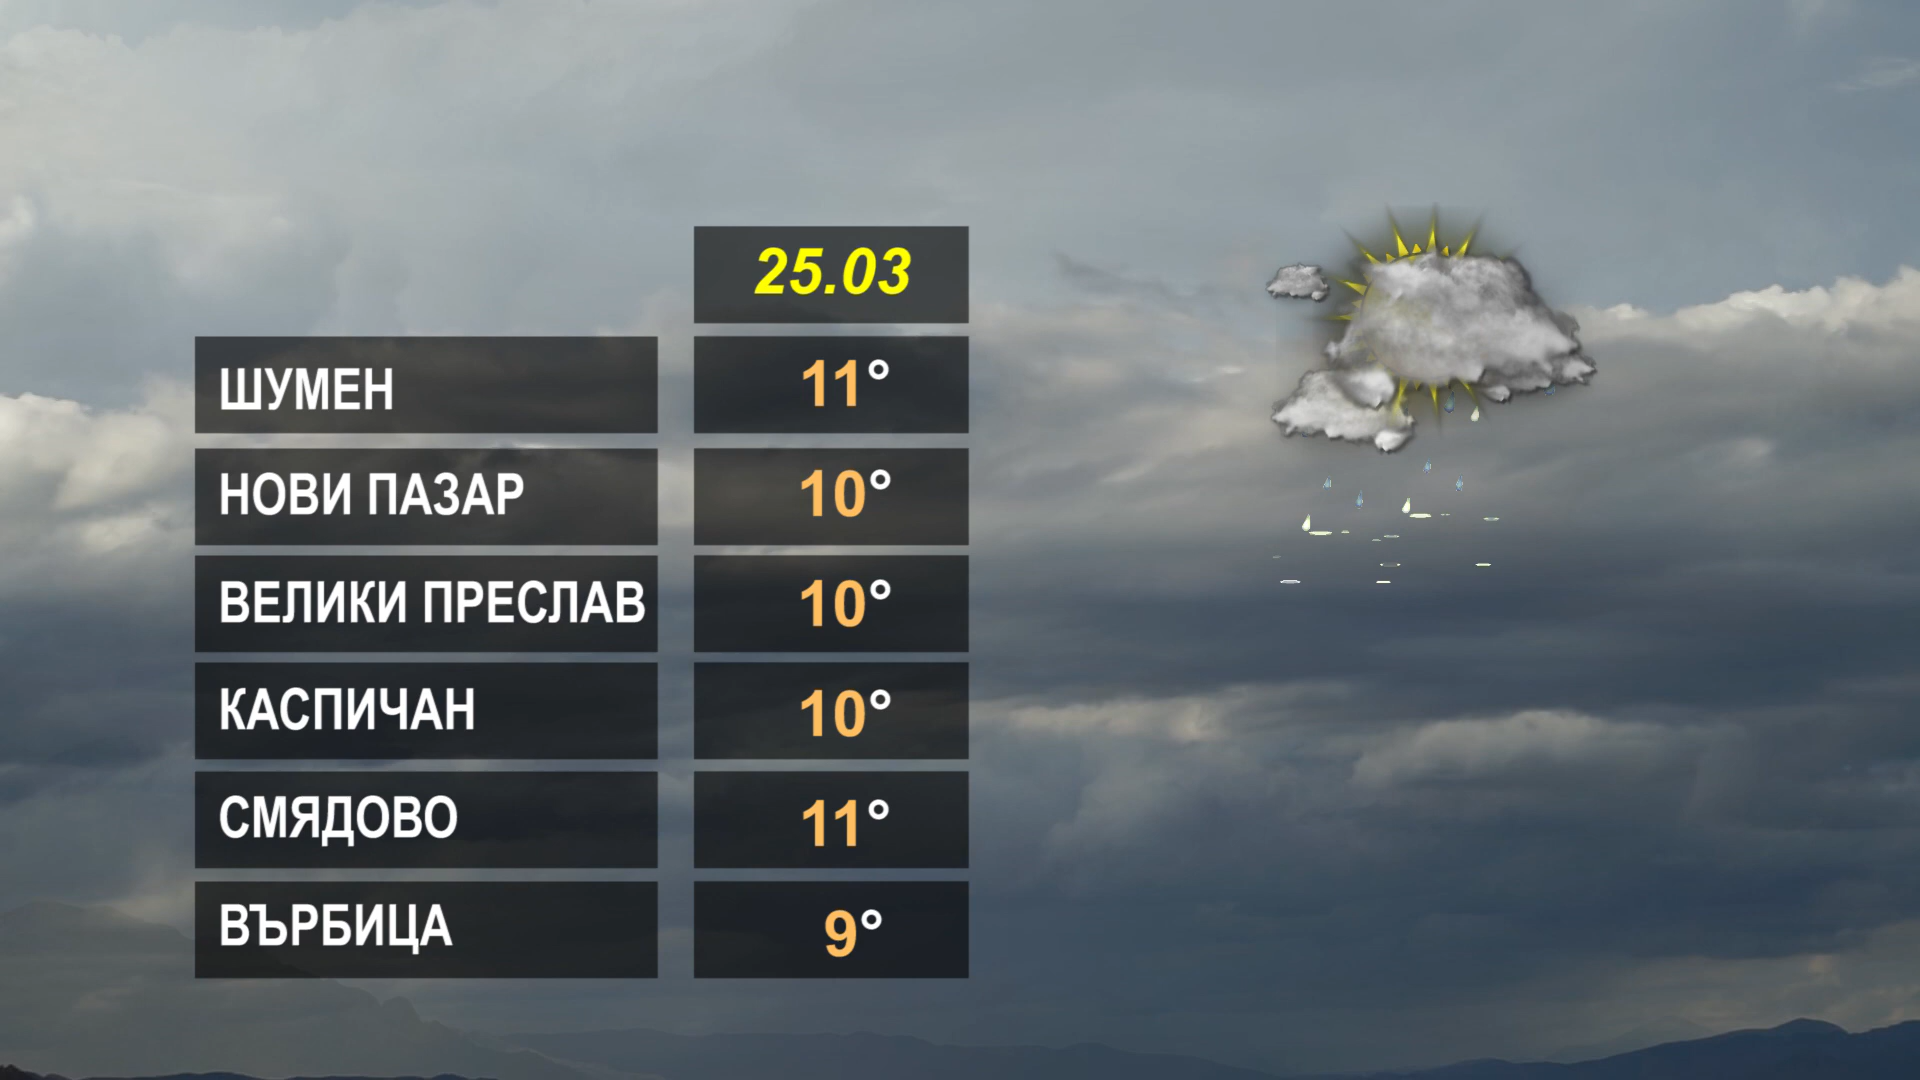 25.03
ШУМЕН 11°
НОВИ ПАЗАР 10°
ВЕЛИКИ ПРЕСЛАВ 10°
КАСПИЧАН 10°
СМЯДОВО 11°
ВЪРБИЦА 9°